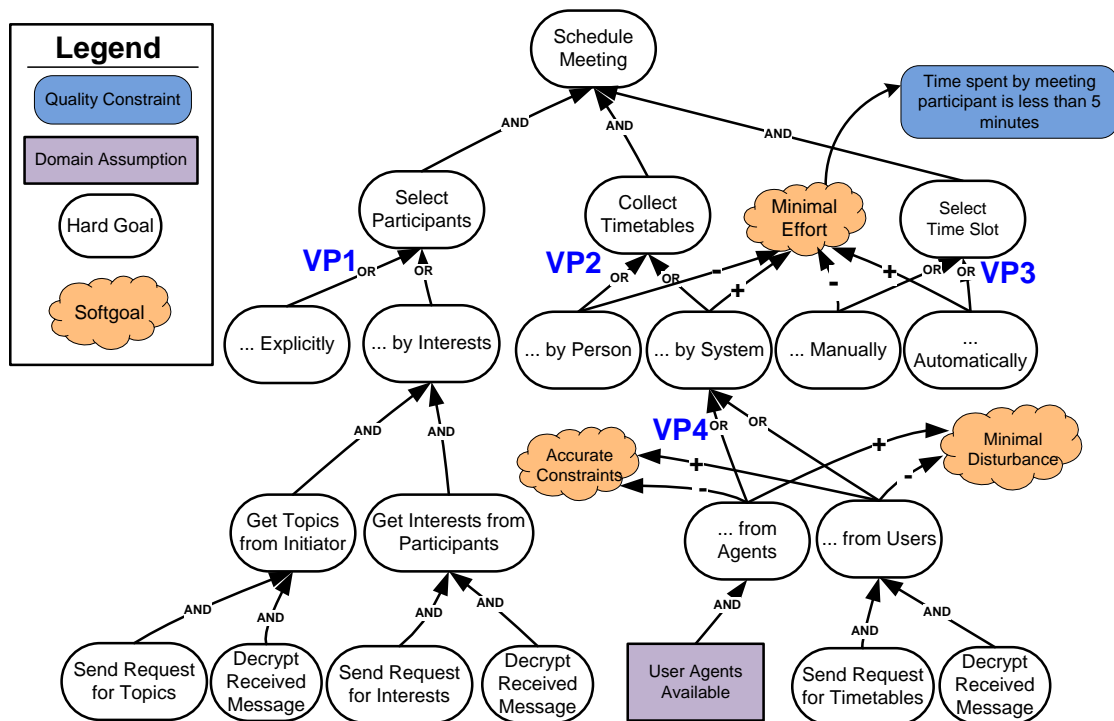 Legend
Quality Constraint
Domain Assumption
Hard Goal
Softgoal
Schedule
Meeting
Time spent by meeting
participant is less than 5
minutes
AND
AND
AND
Select
Participants
Collect
Timetables
Minimal
Effort
Select
Time Slot
VP1
OR
OR
VP2
OR
OR
-
+
-
+
OR
OR
VP3
... Explicitly
... by Interests
... by Person
... by System
... Manually
...
Automatically
AND
AND
VP4
OR
OR
Accurate
Constraints
+
-
+
-
Minimal
Disturbance
Get Topics
from Initiator
Get Interests from
Participants
... from
Agents
... from Users
AND
AND
AND
AND
AND
AND
AND
Send Request
for Topics
Decrypt
Received
Message
Send Request
for Interests
Decrypt
Received
Message
User Agents
Available
Send Request
for Timetables
Decrypt
Received
Message